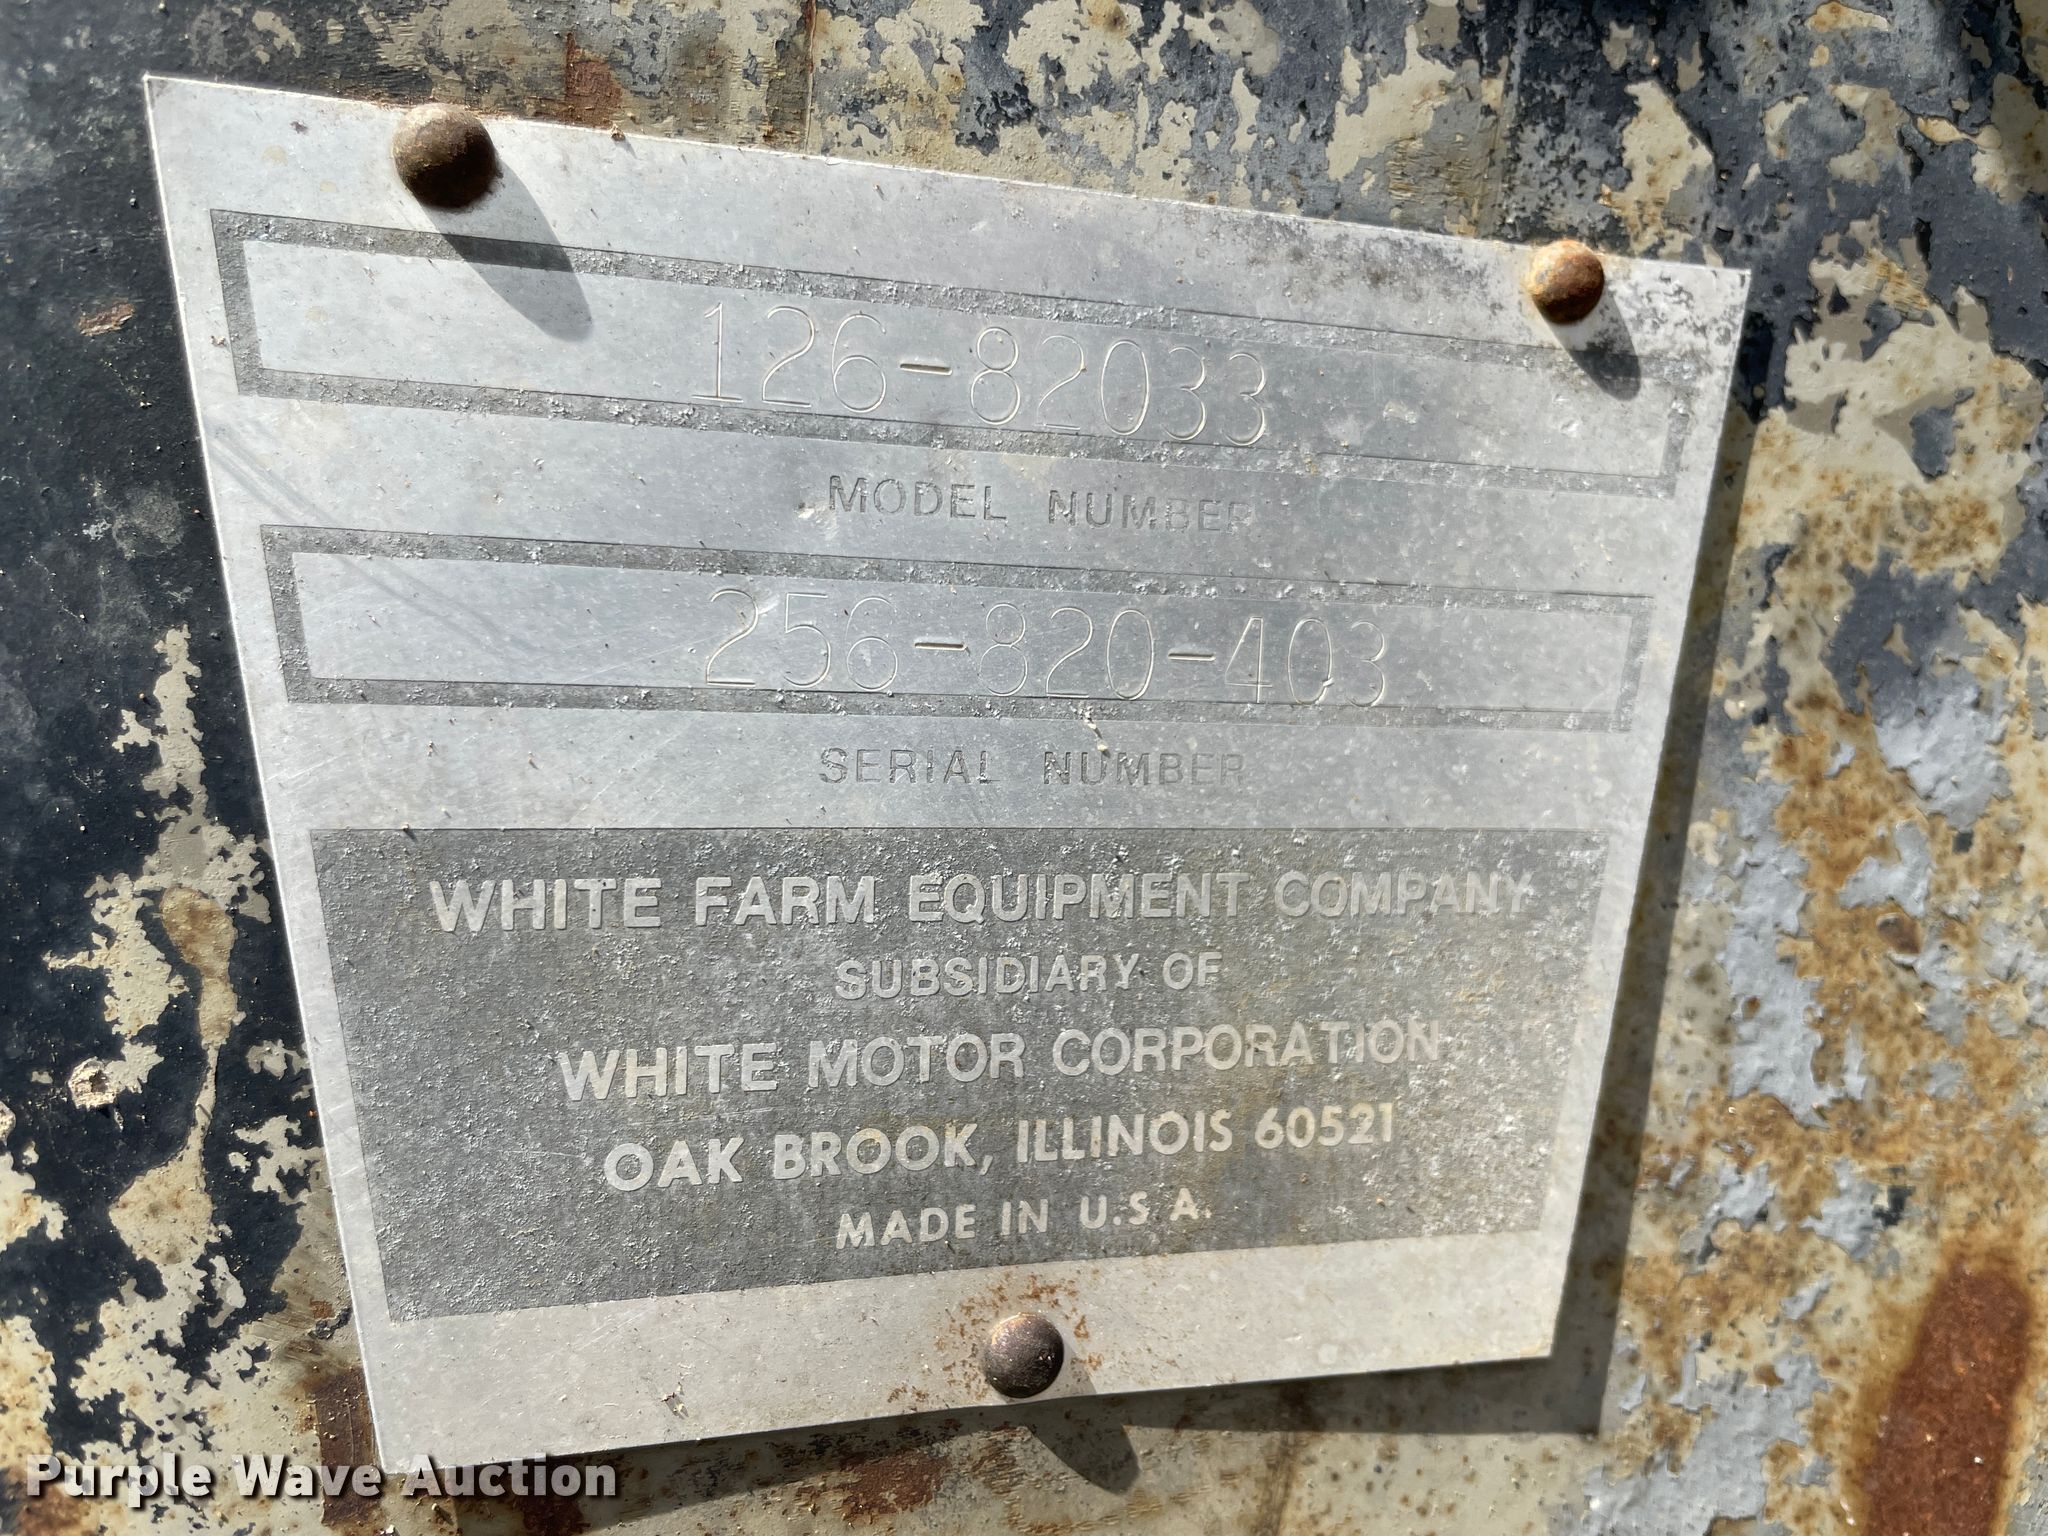 126-82033
MODEL NUMBER
256-820-403
SERIAL NUMBER
WHITE FARM EQUIPMENT COMPANY
SUBSIDIARY OF
WHITE MOTOR CORPORATION
OAK BROOK, ILLINOIS 60521
MADE IN U.S A.
Purple Wave Auction